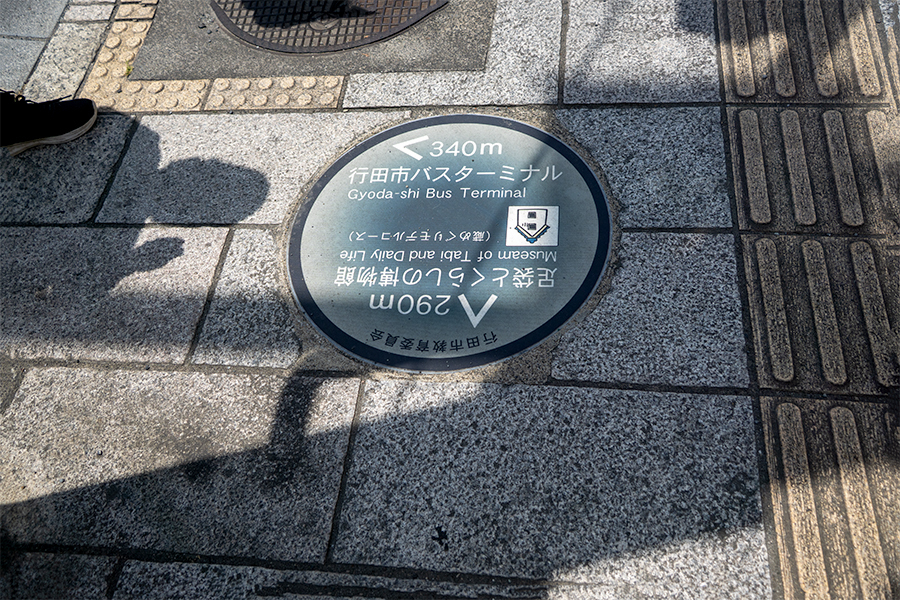 <340m
行田市バスターミナル
Gyoda-shi Bus Terminal
<290m
足袋とくらしの博物館
Museam of Tabi and Daily Life
（蔵めぐりモデルコース）
行田市教育委員会